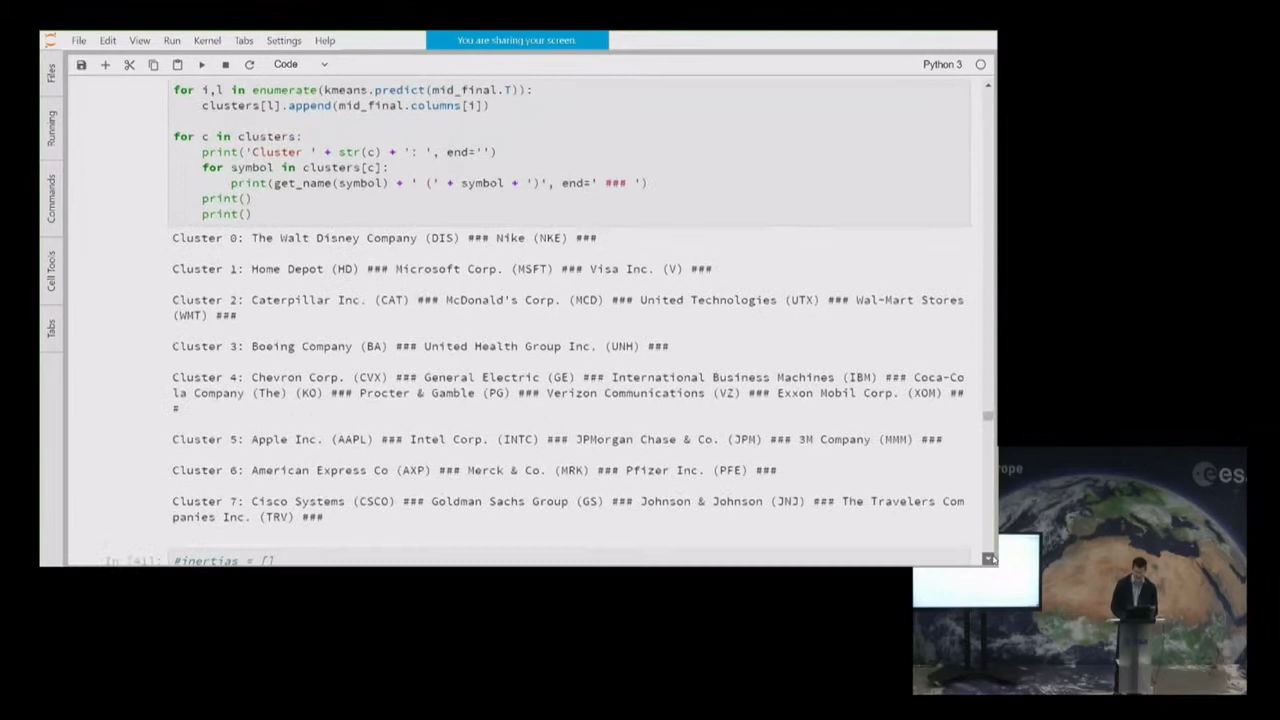 File Edit View Run Kernel Tabs Settings Help
You are sharing your screen.
Code
Python 3
Files
Running
Commands
Cell Tools
Tabs
for i,l in enumerate(kmeans.predict(mid_final.T)):
clusters[l].append(mid_final.columns[i])
for c in clusters:
print('Cluster ' + str(c) + ': ', end='')
for symbol in clusters[c]:
print(get_name(symbol) + ' (' + symbol + ')', end=' ### ')
print()
print()
Cluster 0: The Walt Disney Company (DIS) ### Nike (NKE) ###
Cluster 1: Home Depot (HD) ### Microsoft Corp. (MSFT) ### Visa Inc. (V) ###
Cluster 2: Caterpillar Inc. (CAT) ### McDonald's Corp. (MCD) ### United Technologies (UTX) ### Wal-Mart Stores
(WMT) ###
Cluster 3: Boeing Company (BA) ### United Health Group Inc. (UNH) ###
Cluster 4: Chevron Corp. (CVX) ### General Electric (GE) ### International Business Machines (IBM) ### Coca-Co
la Company (The) (KO) ### Procter & Gamble (PG) ### Verizon Communications (VZ) ### Exxon Mobil Corp. (XOM) ##
#
Cluster 5: Apple Inc. (AAPL) ### Intel Corp. (INTC) ### JPMorgan Chase & Co. (JPM) ### 3M Company (MMM) ###
Cluster 6: American Express Co (AXP) ### Merck & Co. (MRK) ### Pfizer Inc. (PFE) ###
Cluster 7: Cisco Systems (CSCO) ### Goldman Sachs Group (GS) ### Johnson & Johnson (JNJ) ### The Travelers Com
panies Inc. (TRV) ###
In [41]: #inertias = []
rope
esa